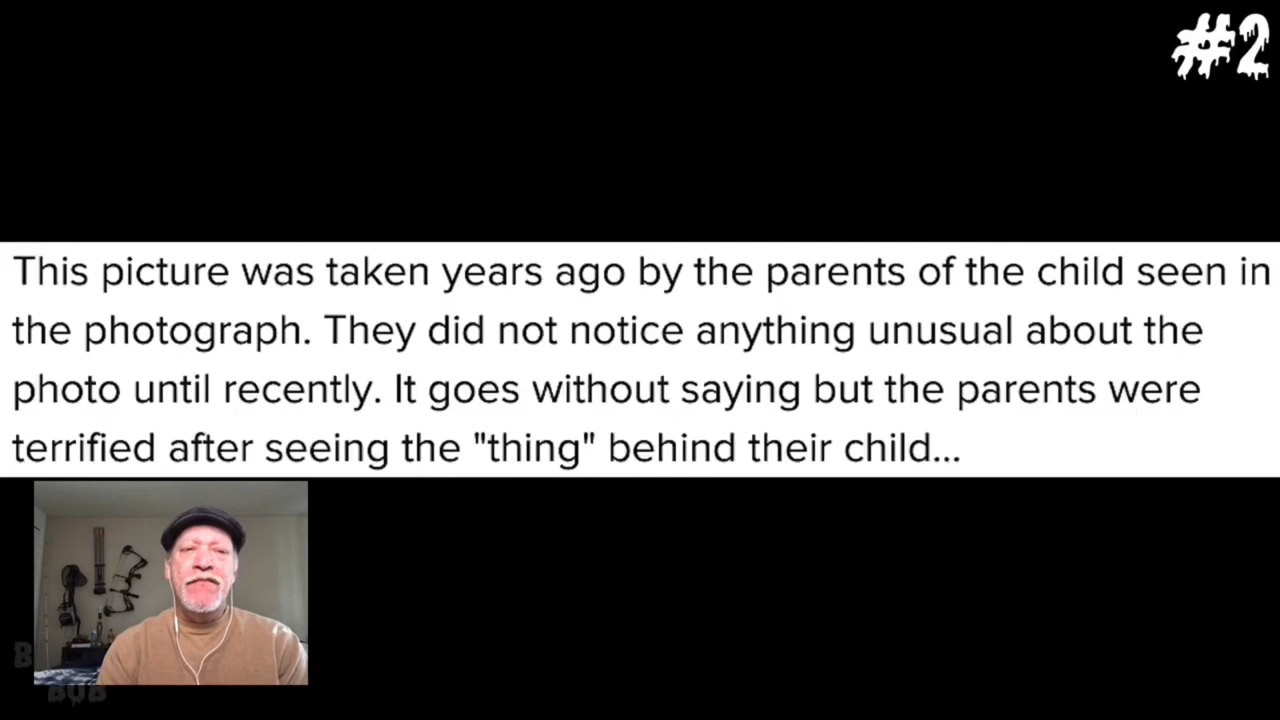 #2
This picture was taken years ago by the parents of the child seen in
the photograph. They did not notice anything unusual about the
photo until recently. It goes without saying but the parents were
terrified after seeing the "thing" behind their child...
BOB